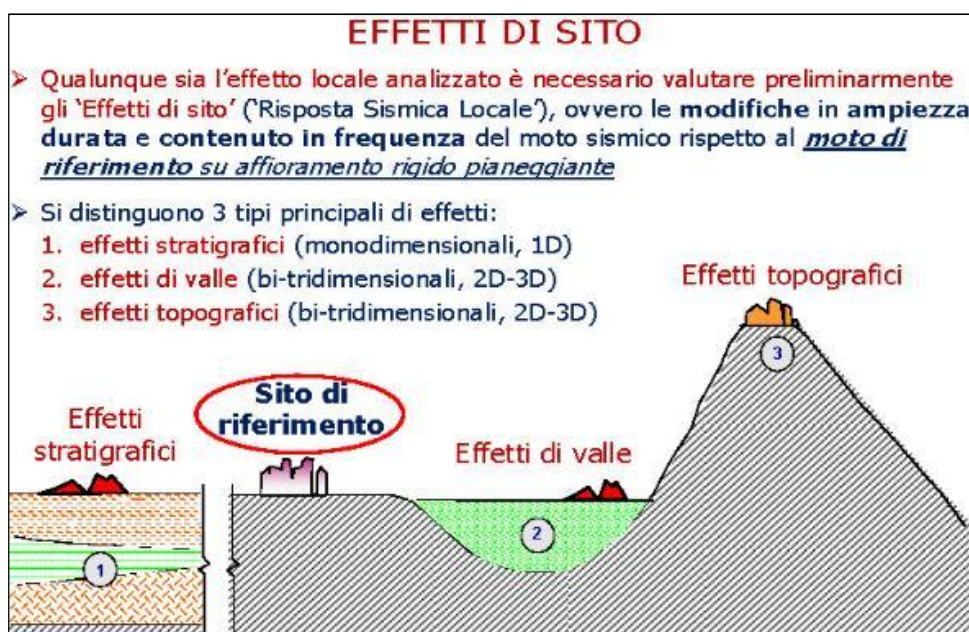 EFFETTI DI SITO
➢ Qualunque sia l'effetto locale analizzato è necessario valutare preliminarmente
gli 'Effetti di sito' ('Risposta Sismica Locale'), ovvero le modifiche in ampiezza
durata e contenuto in frequenza del moto sismico rispetto al moto di
riferimento su affioramento rigido pianeggiante
➢ Si distinguono 3 tipi principali di effetti:
1. effetti stratigrafici (monodimensionali, 1D)
2. effetti di valle (bi-tridimensionali, 2D-3D)
3. effetti topografici (bi-tridimensionali, 2D-3D)
Effetti topografici
3
Sito di
riferimento
Effetti
stratigrafici
Effetti di valle
2
1